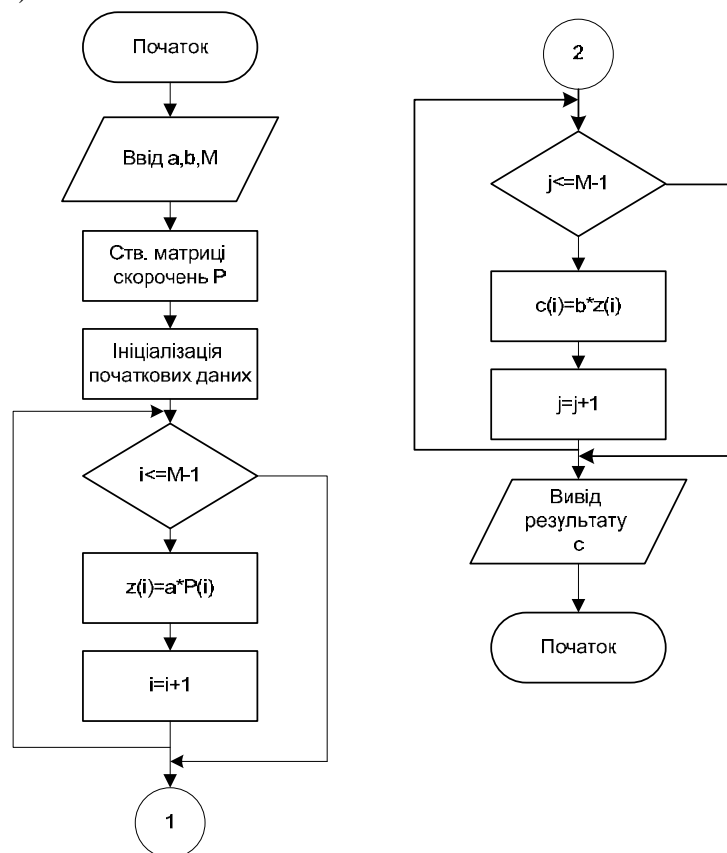 )
Початок
Ввід a,b,M
Ств. матриці
скорочень P
Ініціалізація
початкових даних
i<=M-1
z(i)=a*P(i)
i=i+1
1
2
j<=M-1
c(i)=b*z(i)
j=j+1
Вивід
результату
c
Початок